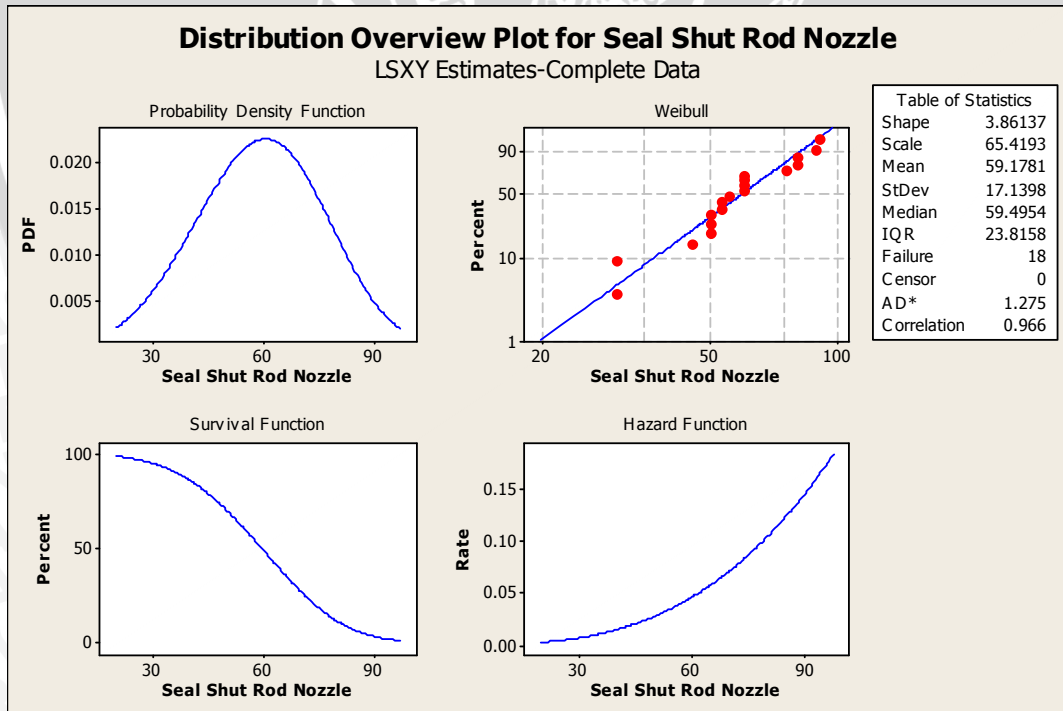 Distribution Overview Plot for Seal Shut Rod Nozzle
LSXY Estimates-Complete Data
Probability Density Function
PDF
0.020
0.015
0.010
0.005
30 60 90
Seal Shut Rod Nozzle
Weibull
Percent
90
50
10
1
20 50 100
Seal Shut Rod Nozzle
Table of Statistics
Shape 3.86137
Scale 65.4193
Mean 59.1781
StDev 17.1398
Median 59.4954
IQR 23.8158
Failure 18
Censor 0
AD* 1.275
Correlation 0.966
Survival Function
Percent
100
50
0
30 60 90
Seal Shut Rod Nozzle
Hazard Function
Rate
0.15
0.10
0.05
0.00
30 60 90
Seal Shut Rod Nozzle